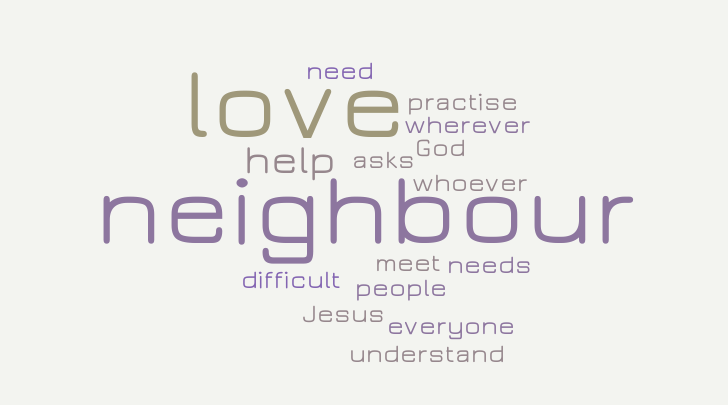 need
love
practise
wherever
God
help
asks
whoever
neighbour
meet
needs
difficult
people
Jesus
everyone
understand